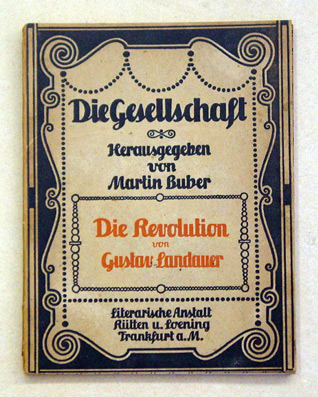 Die Gesellschaft
Herausgegeben
von
Martin Buber
Die Revolution
von
Gustav Landauer
Literarische Anstalt
Rütten u. Loening
Frankfurt a. M.